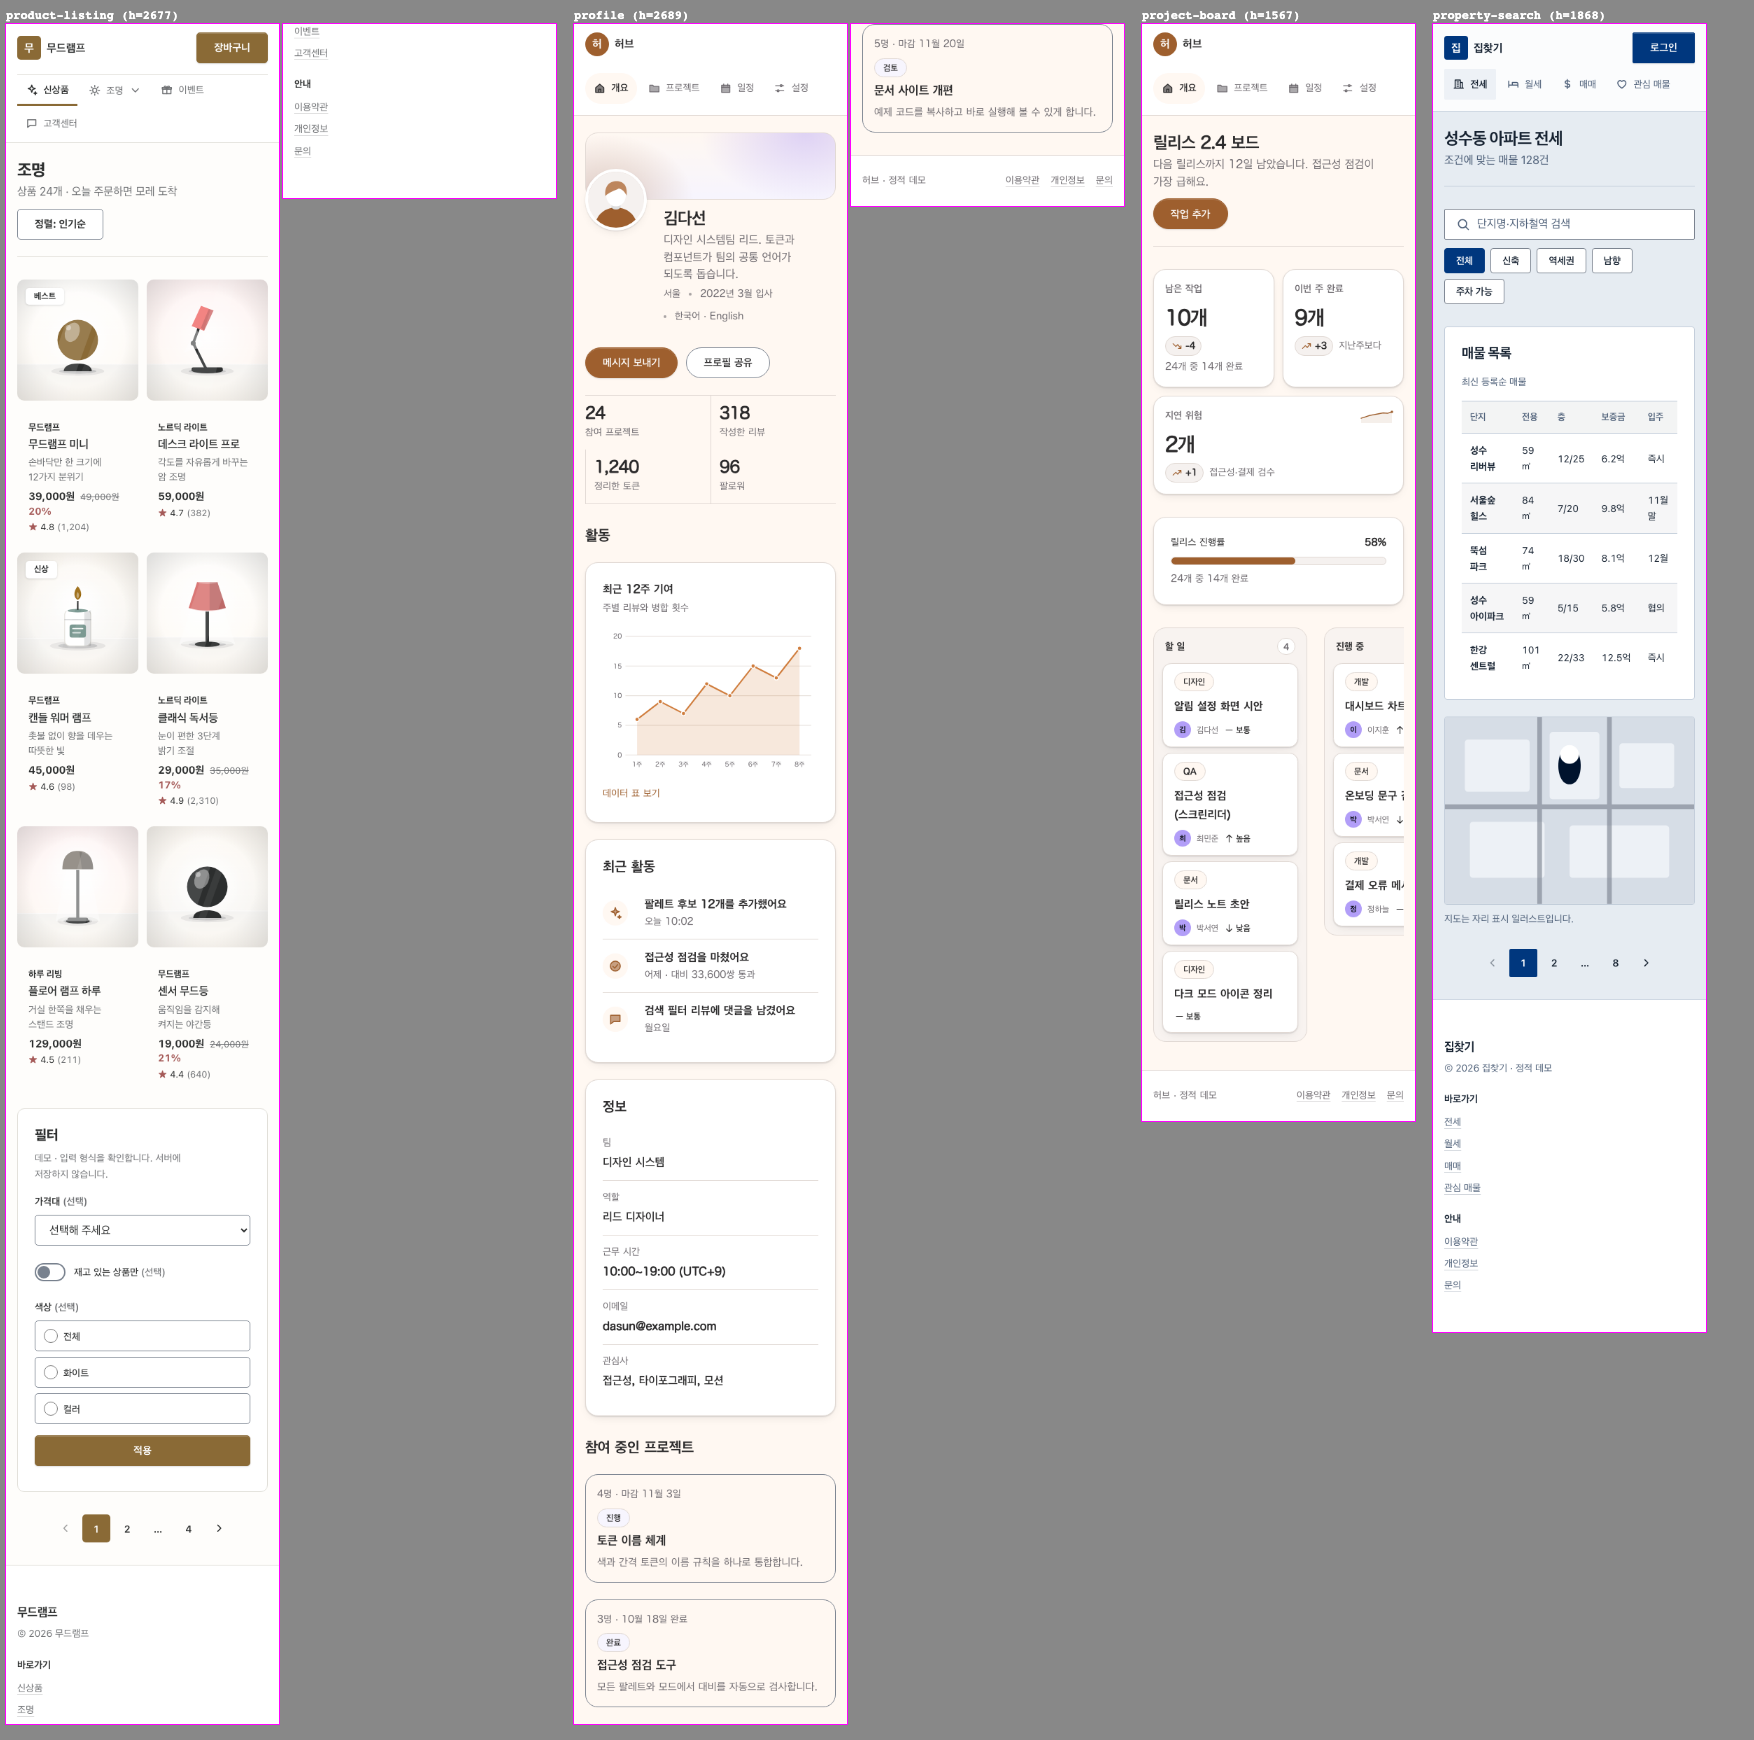 product-listing (h=2677)
무 무드램프
장바구니
신상품 조명 이벤트
고객센터
조명
상품 24개 · 오늘 주문하면 모레 도착
정렬: 인기순
베스트
무드램프
무드램프 미니
손바닥만 한 크기에
12가지 분위기
39,000원 49,000원
20%
★ 4.8 (1,204)
노르딕 라이트
데스크 라이트 프로
각도를 자유롭게 바꾸는
암 조명
59,000원
★ 4.7 (382)
신상
무드램프
캔들 워머 램프
촛불 없이 향을 데우는
따뜻한 빛
45,000원
★ 4.6 (98)
노르딕 라이트
클래식 독서등
눈이 편한 3단계
밝기 조절
29,000원 35,000원
17%
★ 4.9 (2,310)
하루 리빙
플로어 램프 하루
거실 한쪽을 채우는
스탠드 조명
129,000원
★ 4.5 (211)
무드램프
센서 무드등
움직임을 감지해
켜지는 야간등
19,000원 24,000원
21%
★ 4.4 (640)
필터
데모 · 입력 형식을 확인합니다. 서버에
저장하지 않습니다.
가격대 (선택)
선택해 주세요
재고 있는 상품만 (선택)
색상 (선택)
전체
화이트
컬러
적용
1 2 … 4
무드램프
© 2026 무드램프
바로가기
신상품
조명
이벤트
고객센터
안내
이용약관
개인정보
문의
profile (h=2689)
허 허브
개요 프로젝트 일정 설정
김다선
디자인 시스템팀 리드. 토큰과
컴포넌트가 팀의 공통 언어가
되도록 돕습니다.
서울 • 2022년 3월 입사
• 한국어 · English
메시지 보내기 프로필 공유
24
참여 프로젝트
318
작성한 리뷰
1,240
정리한 토큰
96
팔로워
활동
최근 12주 기여
주별 리뷰와 병합 횟수
20
15
10
5
0
1주 2주 3주 4주 5주 6주 7주 8주
데이터 표 보기
최근 활동
팔레트 후보 12개를 추가했어요
오늘 10:02
접근성 점검을 마쳤어요
어제 · 대비 33,600쌍 통과
검색 필터 리뷰에 댓글을 남겼어요
월요일
정보
팀
디자인 시스템
역할
리드 디자이너
근무 시간
10:00~19:00 (UTC+9)
이메일
dasun@example.com
관심사
접근성, 타이포그래피, 모션
참여 중인 프로젝트
4명 · 마감 11월 3일
진행
토큰 이름 체계
색과 간격 토큰의 이름 규칙을 하나로 통합합니다.
3명 · 10월 18일 완료
완료
접근성 점검 도구
모든 팔레트와 모드에서 대비를 자동으로 검사합니다.
5명 · 마감 11월 20일
검토
문서 사이트 개편
예제 코드를 복사하고 바로 실행해 볼 수 있게 합니다.
허브 · 정적 데모
이용약관 개인정보 문의
project-board (h=1567)
허 허브
개요 프로젝트 일정 설정
릴리스 2.4 보드
다음 릴리스까지 12일 남았습니다. 접근성 점검이
가장 급해요.
작업 추가
남은 작업
10개
-4
24개 중 14개 완료
이번 주 완료
9개
+3 지난주보다
지연 위험
2개
+1 접근성·결제 검수
릴리스 진행률 58%
24개 중 14개 완료
할 일 4
디자인
알림 설정 화면 시안
김 김다선 — 보통
QA
접근성 점검
(스크린리더)
최 최민준 ↑ 높음
문서
릴리스 노트 초안
박 박서연 ↓ 낮음
디자인
다크 모드 아이콘 정리
— 보통
진행 중
개발
대시보드 차트
이 이지훈 ↑
문서
온보딩 문구
박 박서연 ↓
개발
결제 오류 메
정 정하늘 —
허브 · 정적 데모
이용약관 개인정보 문의
property-search (h=1868)
집 집찾기
로그인
전세 월세 매매 관심 매물
성수동 아파트 전세
조건에 맞는 매물 128건
단지명·지하철역 검색
전체 신축 역세권 남향
주차 가능
매물 목록
최신 등록순 매물
단지 전용 층 보증금 입주
성수 리버뷰 59㎡ 12/25 6.2억 즉시
서울숲 힐스 84㎡ 7/20 9.8억 11월 말
뚝섬 파크 74㎡ 18/30 8.1억 12월
성수 아이파크 59㎡ 5/15 5.8억 협의
한강 센트럴 101㎡ 22/33 12.5억 즉시
지도는 자리 표시 일러스트입니다.
1 2 … 8
집찾기
© 2026 집찾기 · 정적 데모
바로가기
전세
월세
매매
관심 매물
안내
이용약관
개인정보
문의